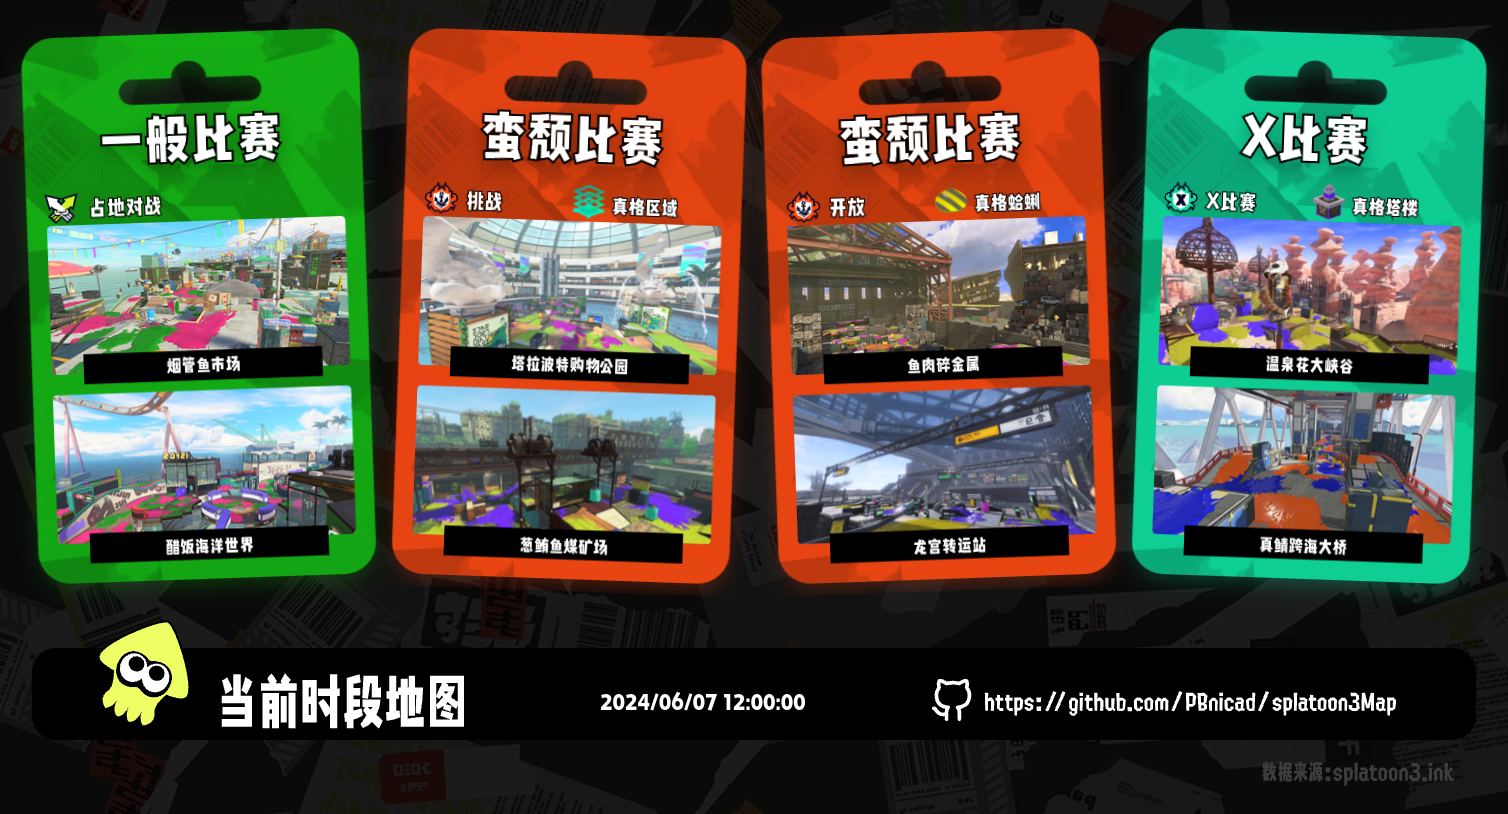 一般比赛
占地对战
烟管鱼市场
醋饭海洋世界
蛮颓比赛
挑战
真格区域
塔拉波特购物公园
葱鲔鱼煤矿场
蛮颓比赛
开放
真格蛤蜊
鱼肉碎金属
龙宫转运站
X比赛
X比赛
真格塔楼
温泉花大峡谷
真鲭跨海大桥
当前时段地图
2024/06/07 12:00:00
https://github.com/PBnicad/splatoon3Map
数据来源:splatoon3.ink